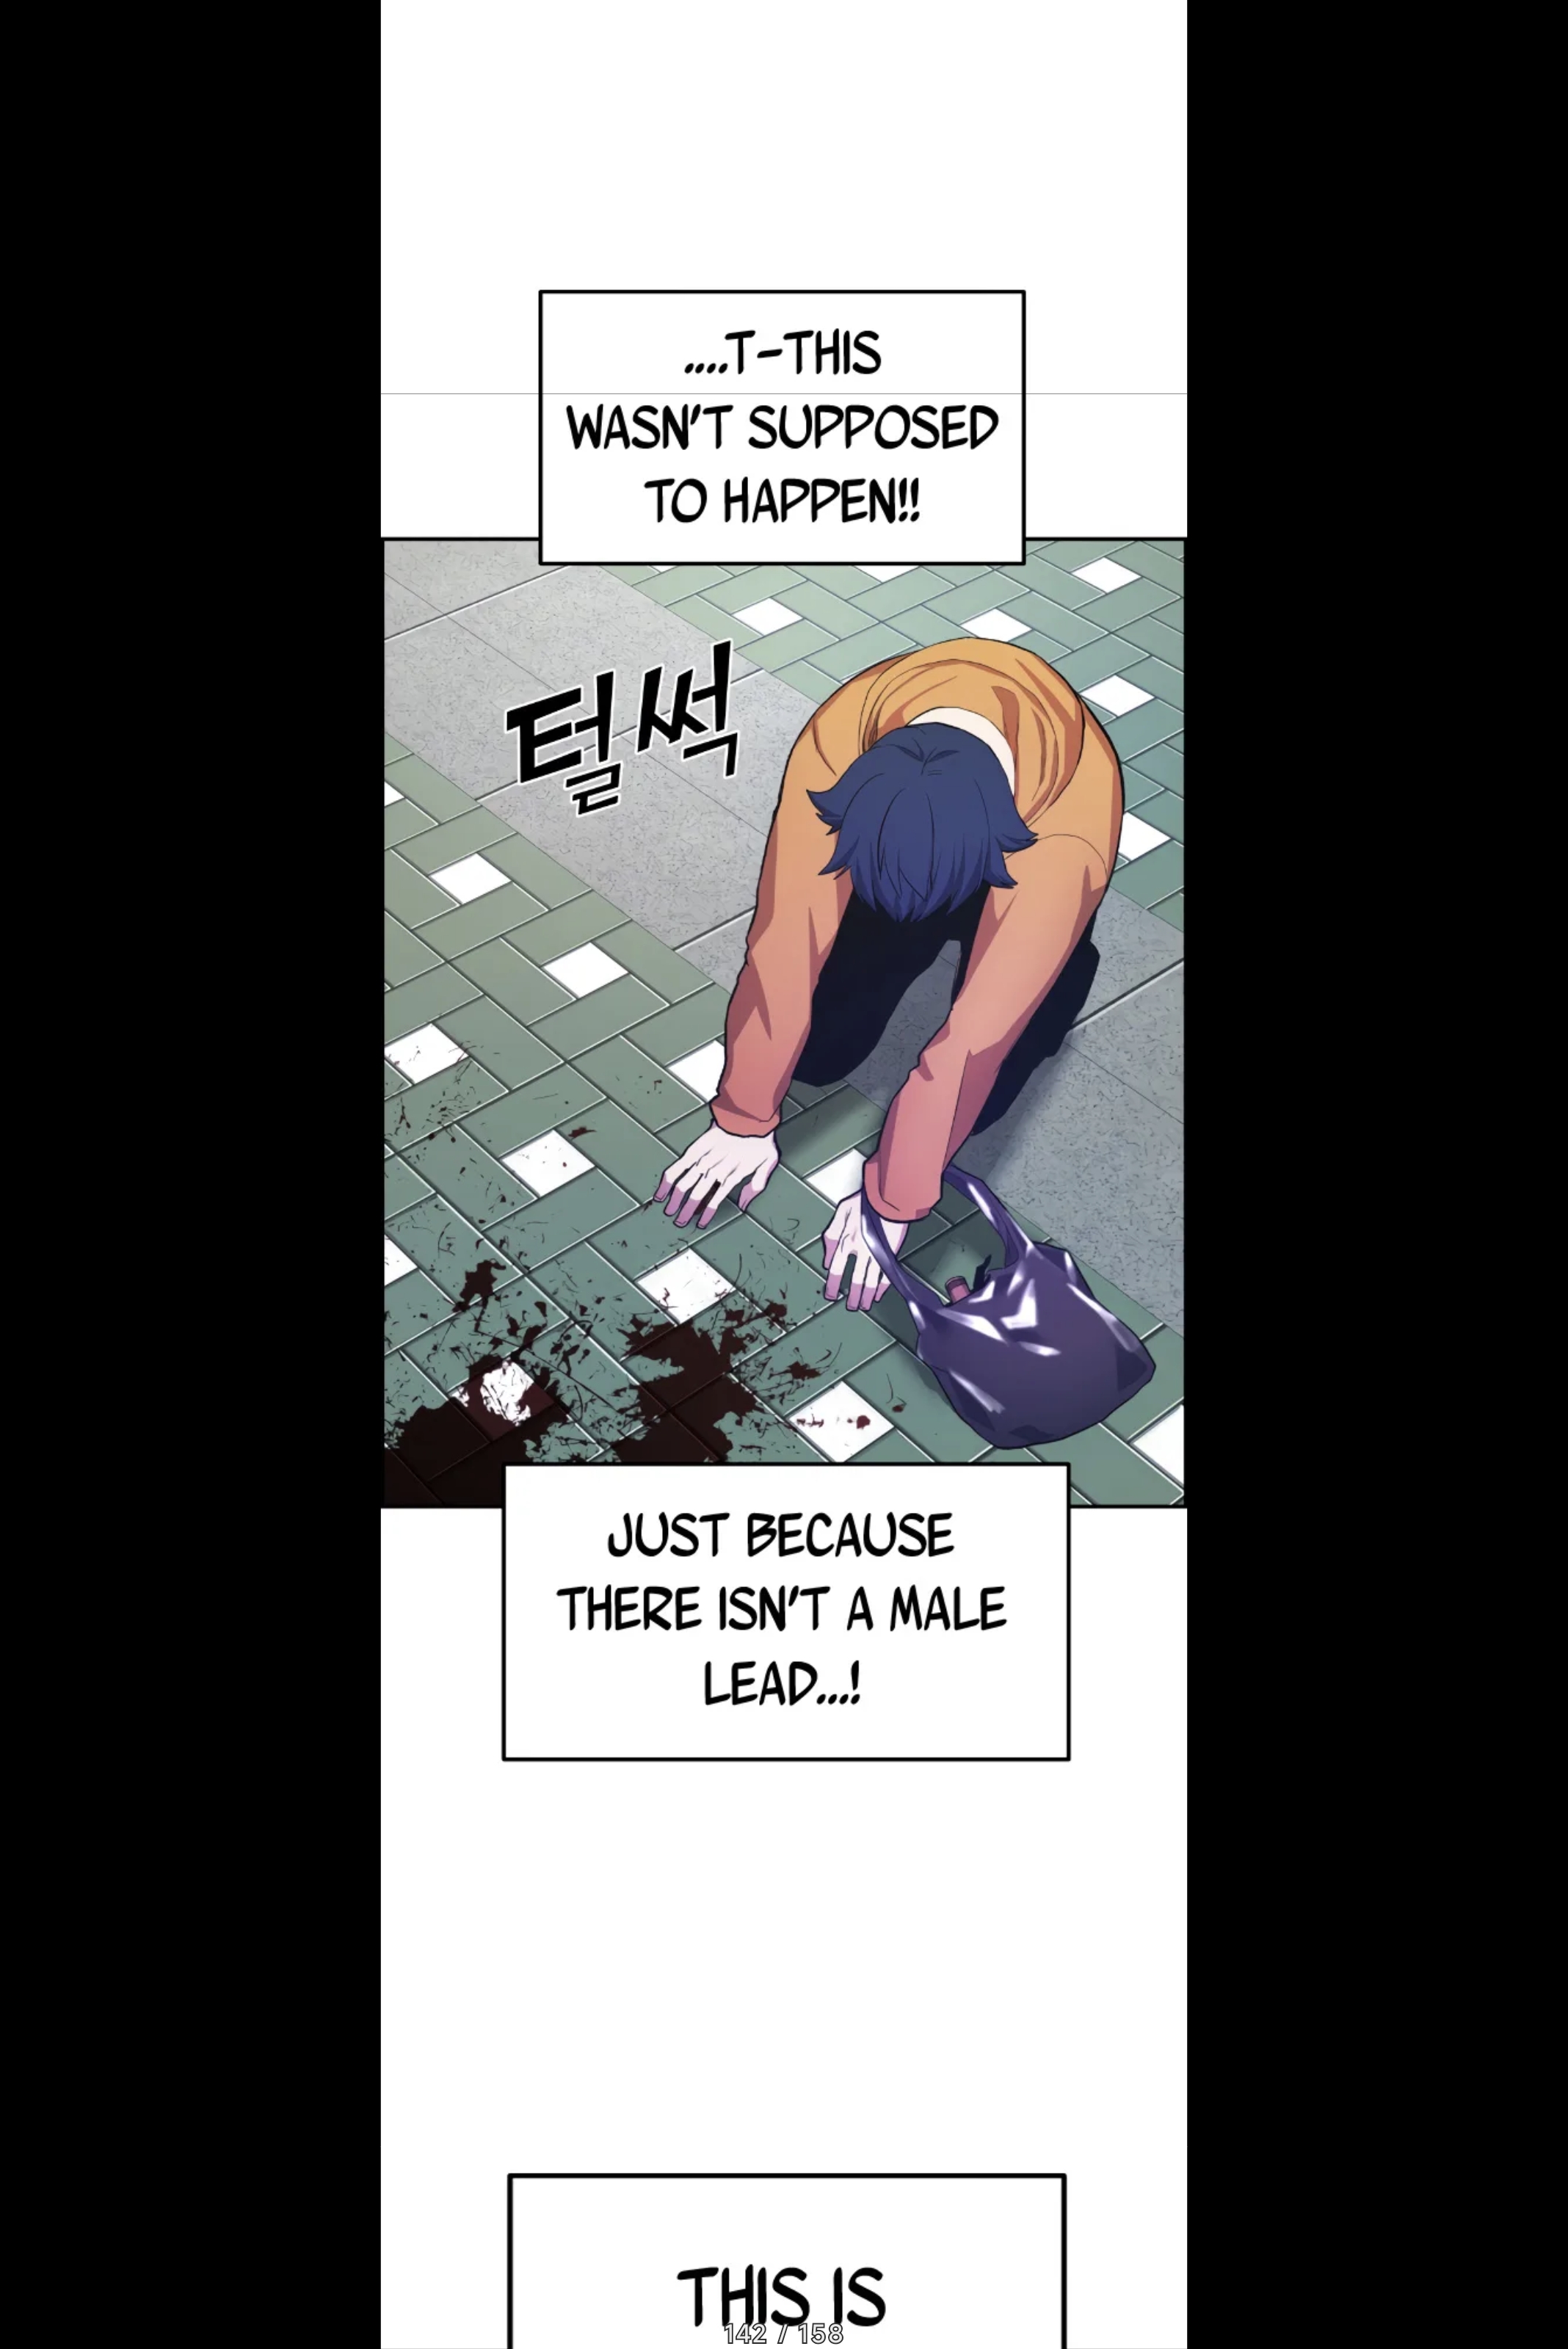 ....T-THIS
WASN'T SUPPOSED
TO HAPPEN!!
털썩
JUST BECAUSE
THERE ISN'T A MALE
LEAD...!
THIS IS
142 / 158